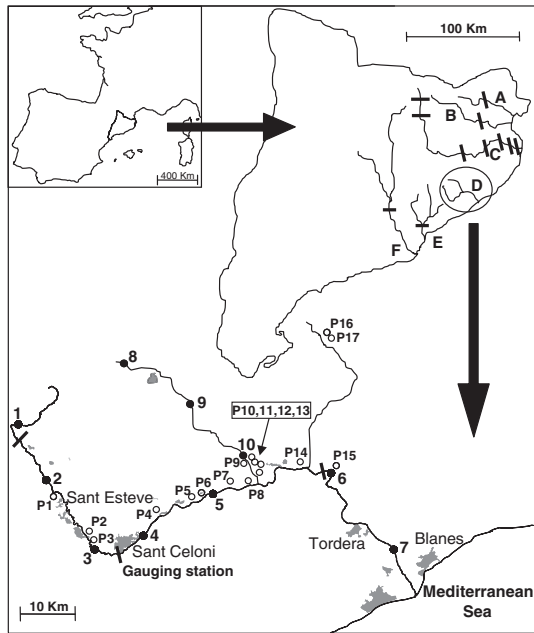 100 Km
A
B
C
400 Km
D
F
E
P16
P17
8
9
P10,11,12,13
1
10
P9
P14
P15
6
2
P7
P8
P6
P5
5
P1
Sant Esteve
P4
P2
P3
4
3
Sant Celoni
Gauging station
Tordera
7
Blanes
Mediterranean
Sea
10 Km